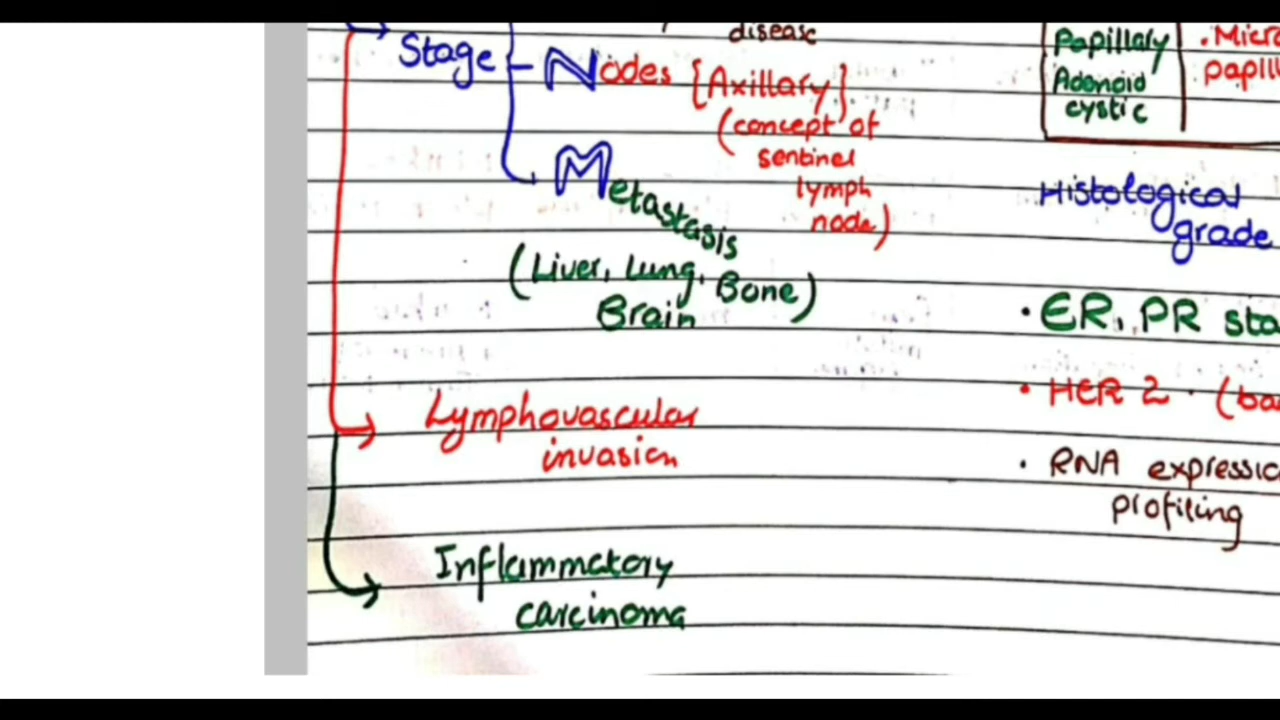 disease
Stage
Nodes [Axillary]
(concept of
sentinel
lymph
node)
Metastasis
(Liver, Lung, Bone)
Brain
Lymphovascular
invasion
Inflammatory
carcinoma
Papillary
Adenoid
cystic
Histological
grade
• ER, PR
• HER 2
• RNA
profiling